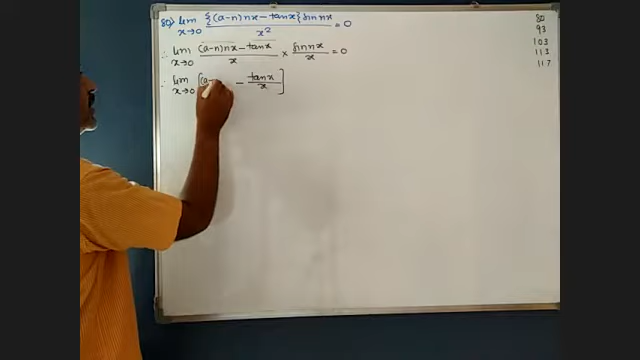 80> lim x→0 {(a-n)nx - tanx} sin nx / x² = 0
∴ lim x→0 (a-n)nx - tanx / x × sin nx / x = 0
∴ lim x→0 [(a - tanx / x]
80
93
103
113
117